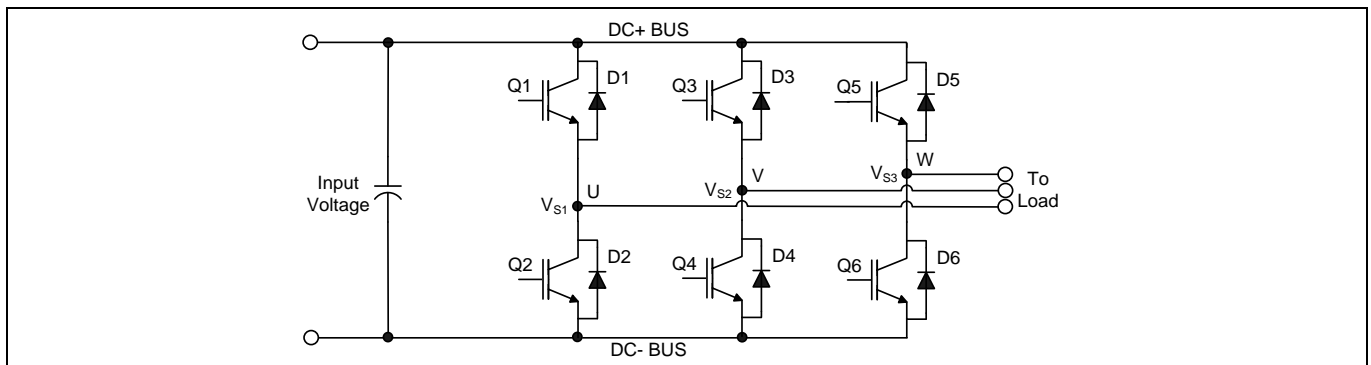 DC+ BUS
Q1
D1
Q3
D3
Q5
D5
Input
Voltage
U
VS1
V
VS2
W
VS3
To
Load
Q2
D2
Q4
D4
Q6
D6
DC- BUS